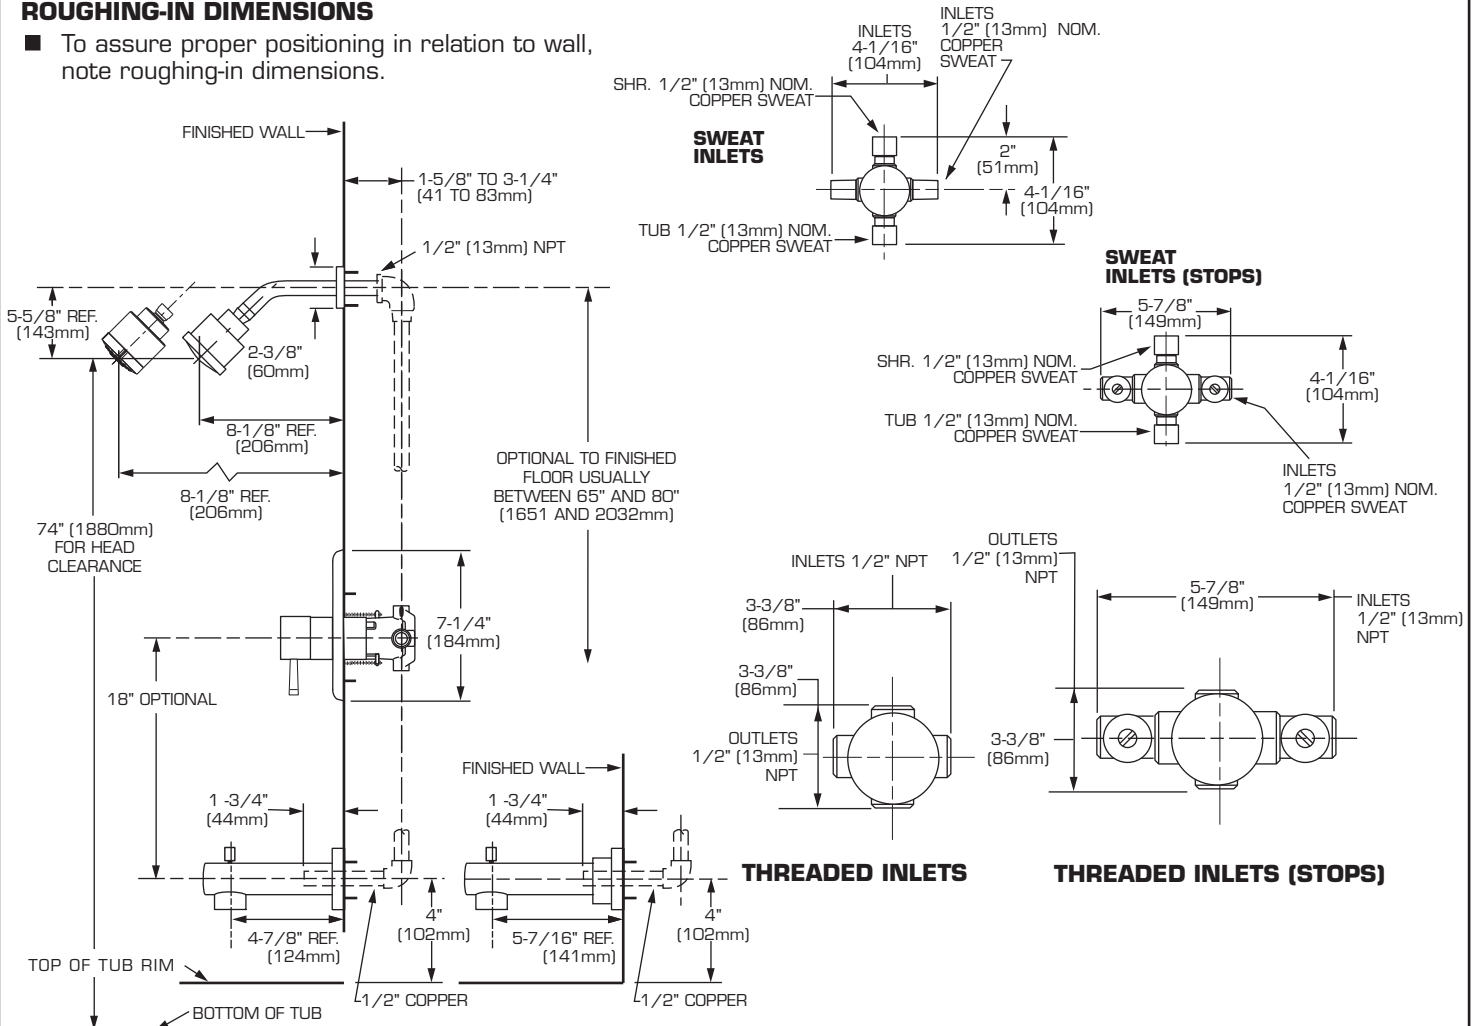 ROUGHING-IN DIMENSIONS
■ To assure proper positioning in relation to wall,
note roughing-in dimensions.
FINISHED WALL
1-5/8" TO 3-1/4"
(41 TO 83mm)
1/2" (13mm) NPT
5-5/8" REF.
(143mm)
2-3/8"
(60mm)
8-1/8" REF.
(206mm)
8-1/8" REF.
(206mm)
74" (1880mm)
FOR HEAD
CLEARANCE
OPTIONAL TO FINISHED
FLOOR USUALLY
BETWEEN 65" AND 80"
(1651 AND 2032mm)
7-1/4"
(184mm)
18" OPTIONAL
1 -3/4"
(44mm)
4-7/8" REF.
(124mm)
4"
(102mm)
TOP OF TUB RIM
BOTTOM OF TUB
1/2" COPPER
FINISHED WALL
1 -3/4"
(44mm)
5-7/16" REF.
(141mm)
4"
(102mm)
1/2" COPPER
SWEAT
INLETS
INLETS
4-1/16"
(104mm)
INLETS
1/2" (13mm) NOM.
COPPER
SWEAT
SHR. 1/2" (13mm) NOM.
COPPER SWEAT
2"
(51mm)
4-1/16"
(104mm)
TUB 1/2" (13mm) NOM.
COPPER SWEAT
SWEAT
INLETS (STOPS)
5-7/8"
(149mm)
SHR. 1/2" (13mm) NOM.
COPPER SWEAT
4-1/16"
(104mm)
TUB 1/2" (13mm) NOM.
COPPER SWEAT
INLETS
1/2" (13mm) NOM.
COPPER SWEAT
INLETS 1/2" NPT
3-3/8"
(86mm)
3-3/8"
(86mm)
OUTLETS
1/2" (13mm)
NPT
THREADED INLETS
OUTLETS
1/2" (13mm)
NPT
5-7/8"
(149mm)
INLETS
1/2" (13mm)
NPT
3-3/8"
(86mm)
THREADED INLETS (STOPS)